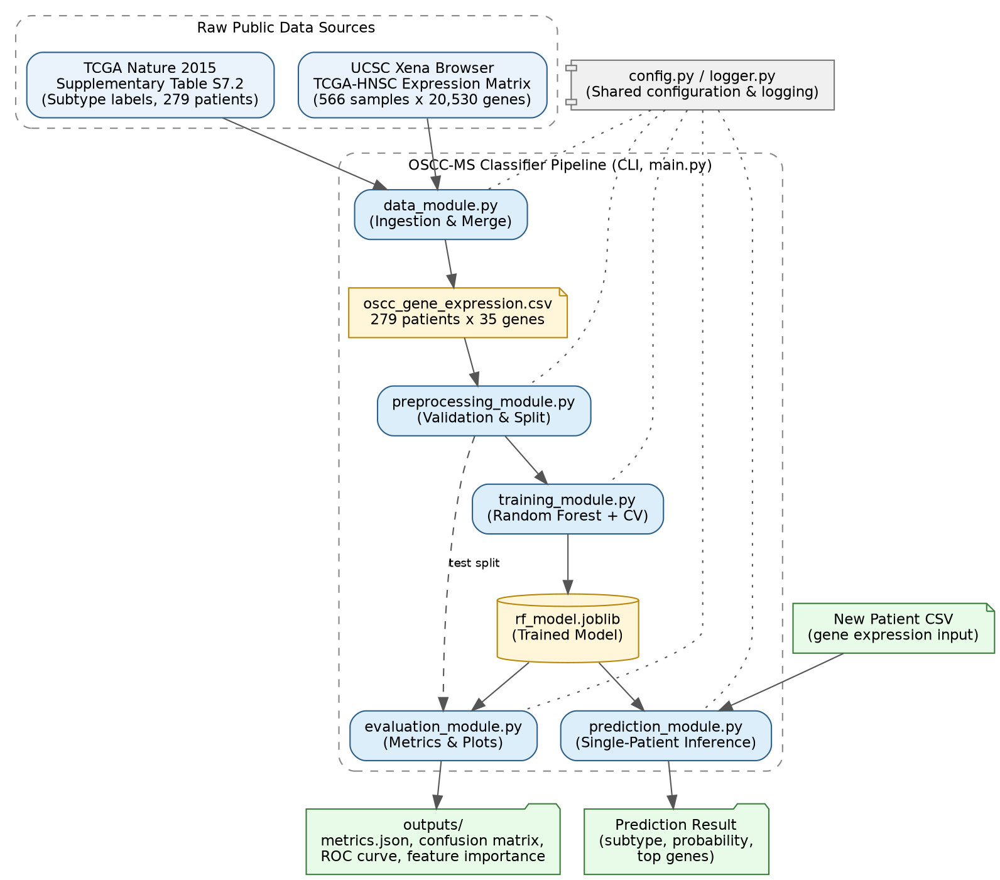 Raw Public Data Sources
TCGA Nature 2015
Supplementary Table S7.2
(Subtype labels, 279 patients)
UCSC Xena Browser
TCGA-HNSC Expression Matrix
(566 samples x 20,530 genes)
config.py / logger.py
(Shared configuration & logging)
OSCC-MS Classifier Pipeline (CLI, main.py)
data_module.py
(Ingestion & Merge)
oscc_gene_expression.csv
279 patients x 35 genes
preprocessing_module.py
(Validation & Split)
training_module.py
(Random Forest + CV)
test split
rf_model.joblib
(Trained Model)
New Patient CSV
(gene expression input)
evaluation_module.py
(Metrics & Plots)
prediction_module.py
(Single-Patient Inference)
outputs/
metrics.json, confusion matrix,
ROC curve, feature importance
Prediction Result
(subtype, probability,
top genes)